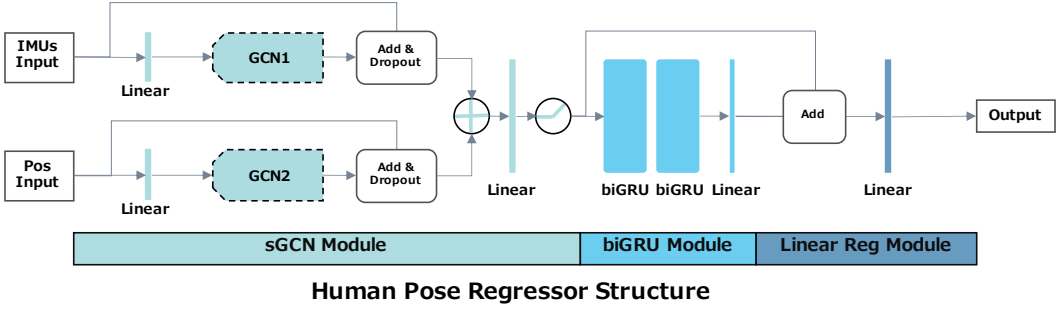 IMUs
Input
Linear
GCN1
Add &
Dropout
Pos
Input
Linear
GCN2
Add &
Dropout
Linear
biGRU
biGRU
Linear
Add
Linear
Output
sGCN Module
biGRU Module
Linear Reg Module
Human Pose Regressor Structure